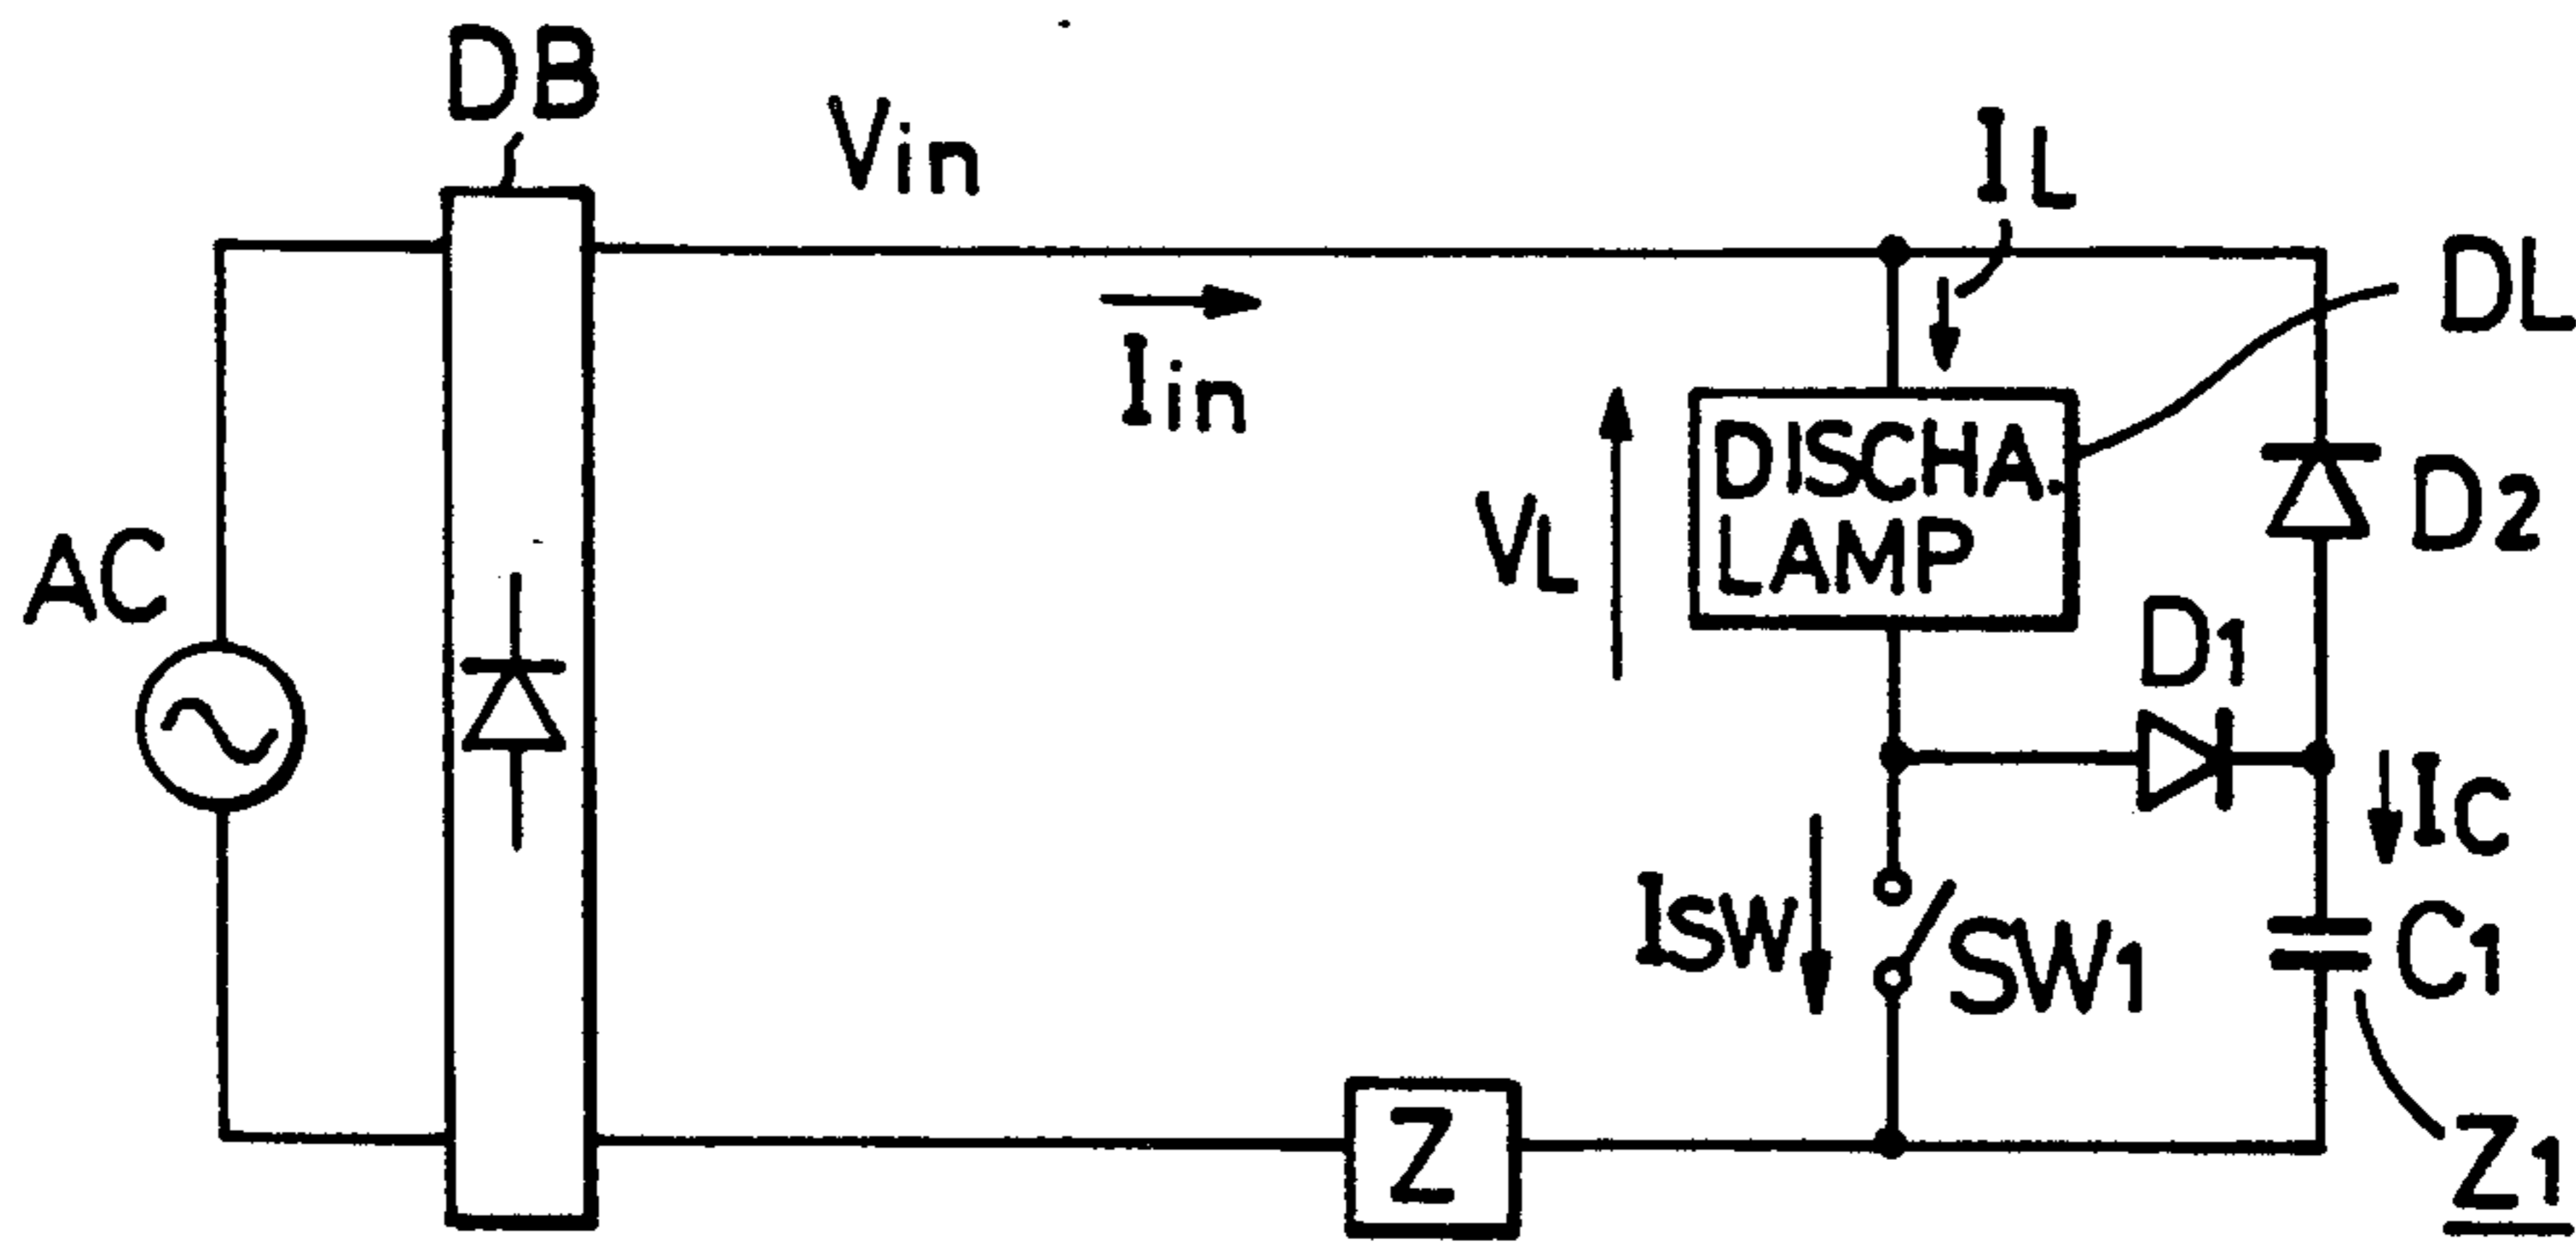 DB
Vin
IL
DL
Iin
DISCHA.
LAMP
VL
D2
AC
D1
IC
ISW
SW1
C1
Z
Z1